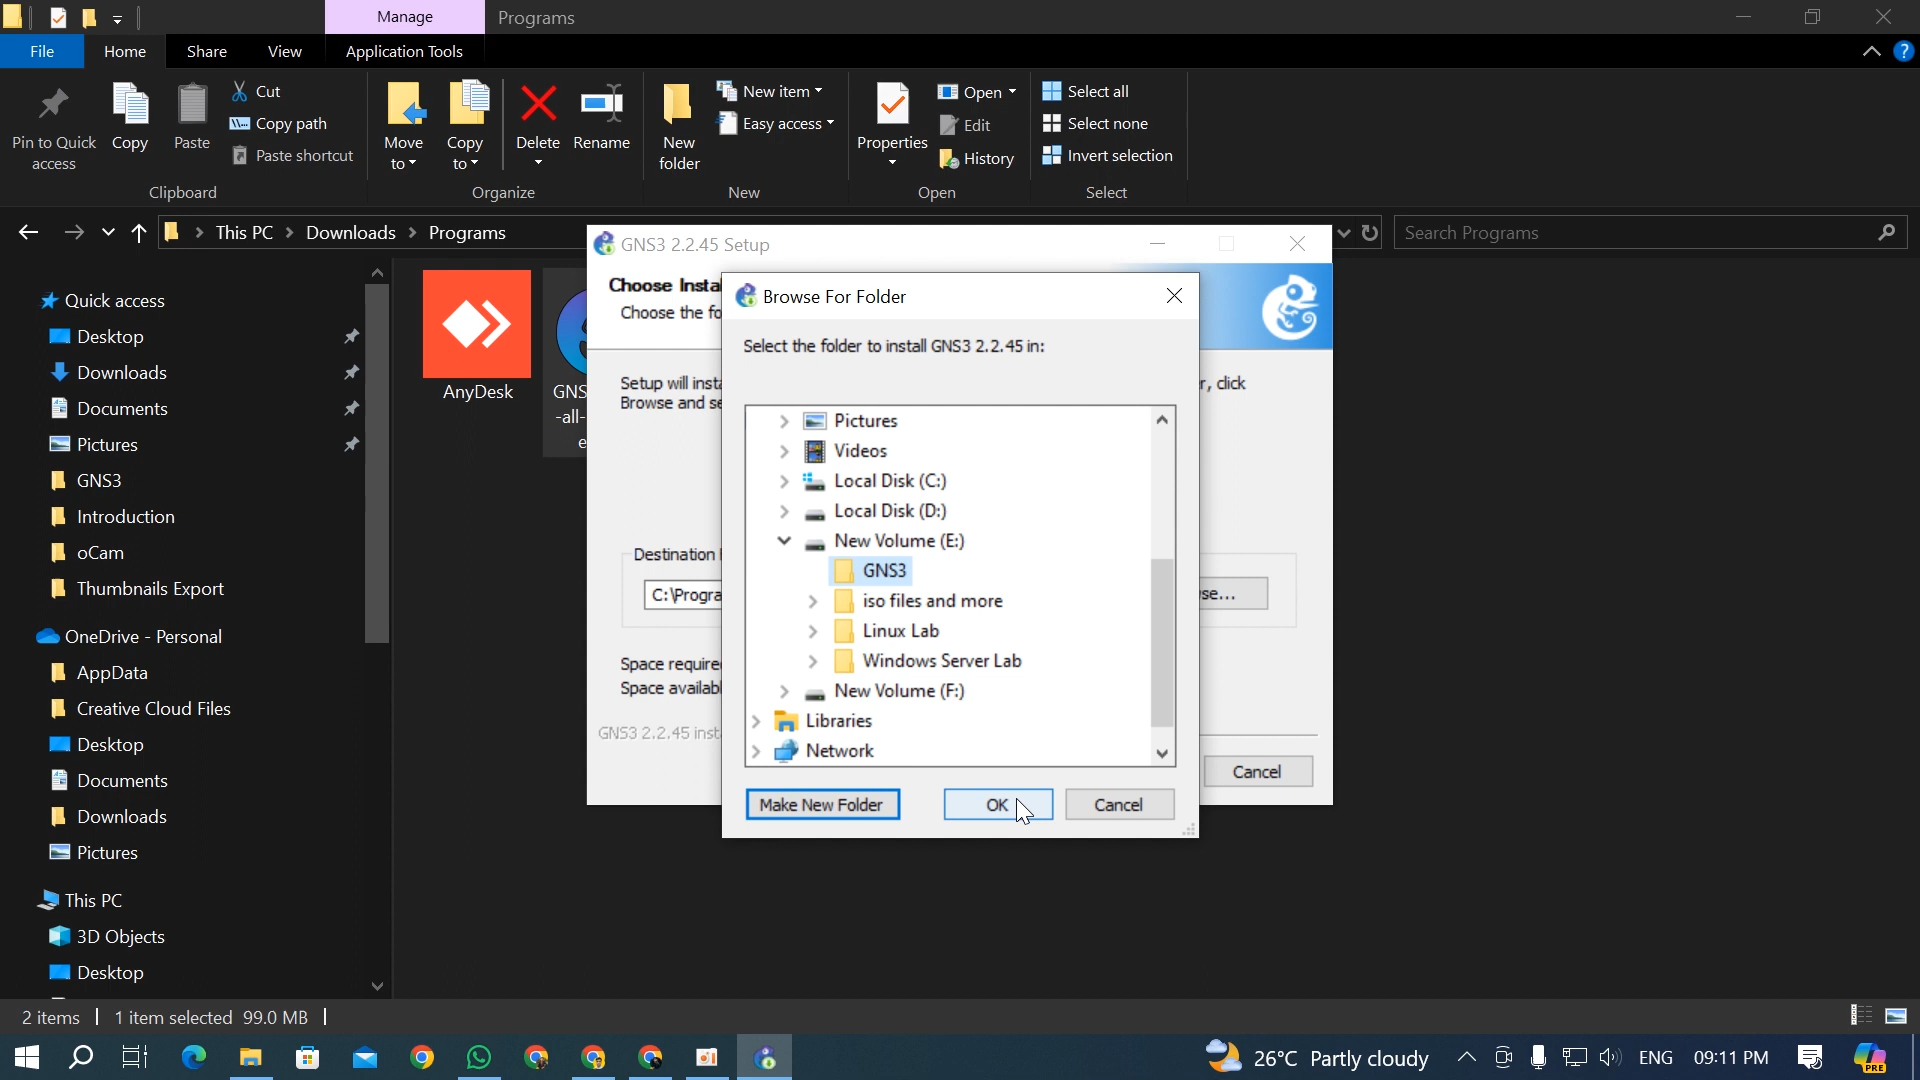 Manage
Programs
File
Home
Share
View
Application Tools
Pin to Quick access
Copy
Paste
Cut
Copy path
Paste shortcut
Clipboard
Move to
Copy to
Delete
Rename
Organize
New folder
New item
Easy access
New
Properties
Open
Edit
History
Open
Select all
Select none
Invert selection
Select
This PC > Downloads > Programs
Search Programs
Quick access
Desktop
Downloads
Documents
Pictures
GNS3
Introduction
oCam
Thumbnails Export
OneDrive - Personal
AppData
Creative Cloud Files
Desktop
Documents
Downloads
Pictures
This PC
3D Objects
Desktop
AnyDesk
GNS
-all-
e
GNS3 2.2.45 Setup
Choose Insta
Choose the fo
Setup will insta
r, click
Browse and se
Destination
C:\Progra
se...
Space require
Space availabl
GNS3 2.2.45 inst
Cancel
Browse For Folder
Select the folder to install GNS3 2.2.45 in:
Pictures
Videos
Local Disk (C:)
Local Disk (D:)
New Volume (E:)
GNS3
iso files and more
Linux Lab
Windows Server Lab
New Volume (F:)
Libraries
Network
Make New Folder
OK
Cancel
2 items
1 item selected 99.0 MB
26°C Partly cloudy
ENG
09:11 PM
PRE